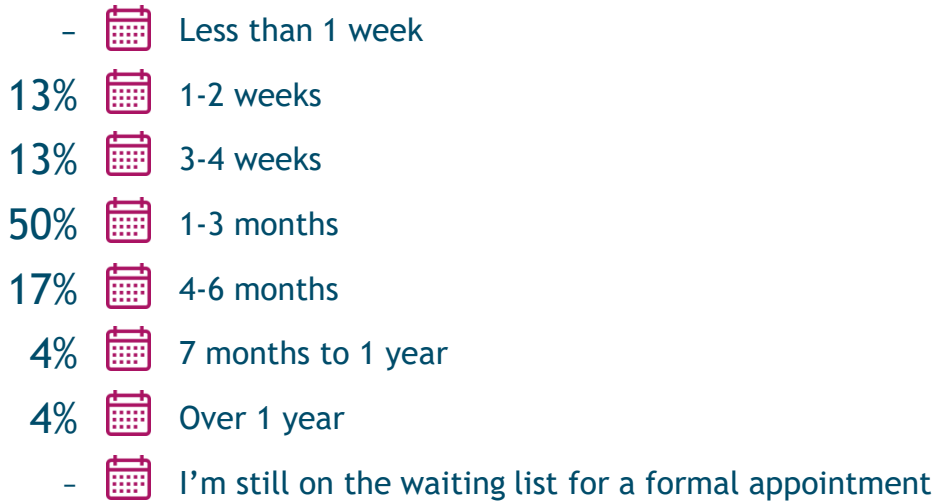 – Less than 1 week
13% 1-2 weeks
13% 3-4 weeks
50% 1-3 months
17% 4-6 months
4% 7 months to 1 year
4% Over 1 year
– I’m still on the waiting list for a formal appointment